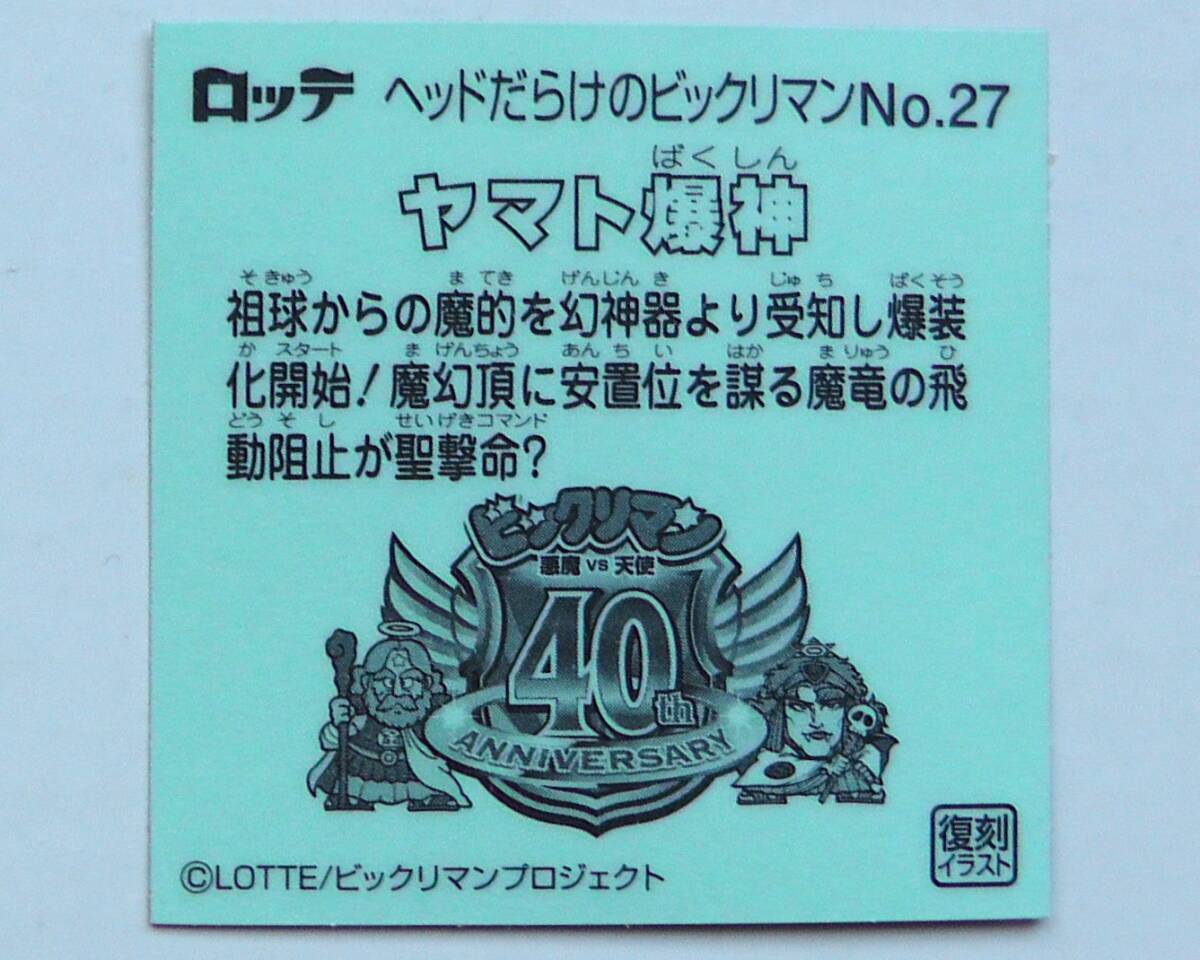 ロッテ ヘッドだらけのビックリマンNo.27
ばくしん
ヤマト爆神
そきゅう まてき げんじんき じゅち ばくそう
祖球からの魔的を幻神器より受知し爆装
か スタート まげんちょう あんちい はか まりゅう ひ
化開始!魔幻頂に安置位を謀る魔竜の飛
どうそし せいげきコマンド
動阻止が聖撃命?
ビックリマン
悪魔 VS 天使
40th
ANNIVERSARY
復刻
イラスト
©LOTTE/ビックリマンプロジェクト